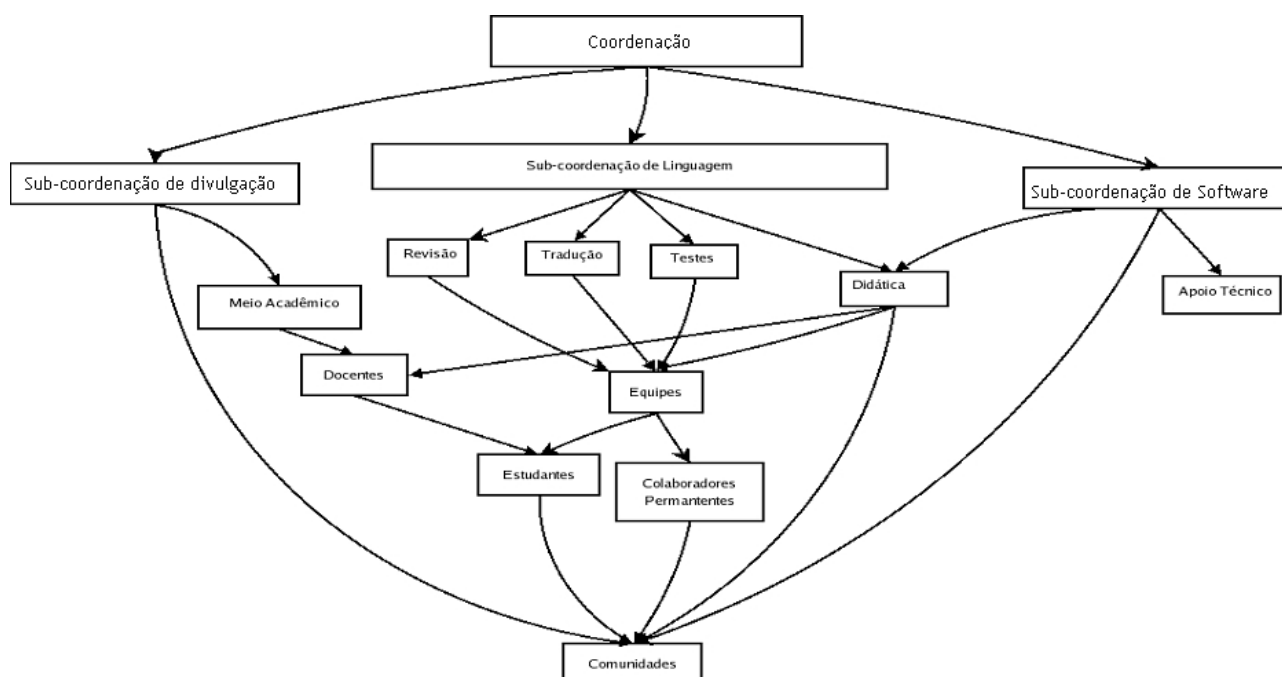 Coordenação
Sub-coordenação de Linguagem
Sub-coordenação de divulgação
Sub-coordenação de Software
Revisão
Tradução
Testes
Didática
Meio Acadêmico
Apoio Técnico
Docentes
Equipes
Estudantes
Colaboradores
Permantentes
Comunidades